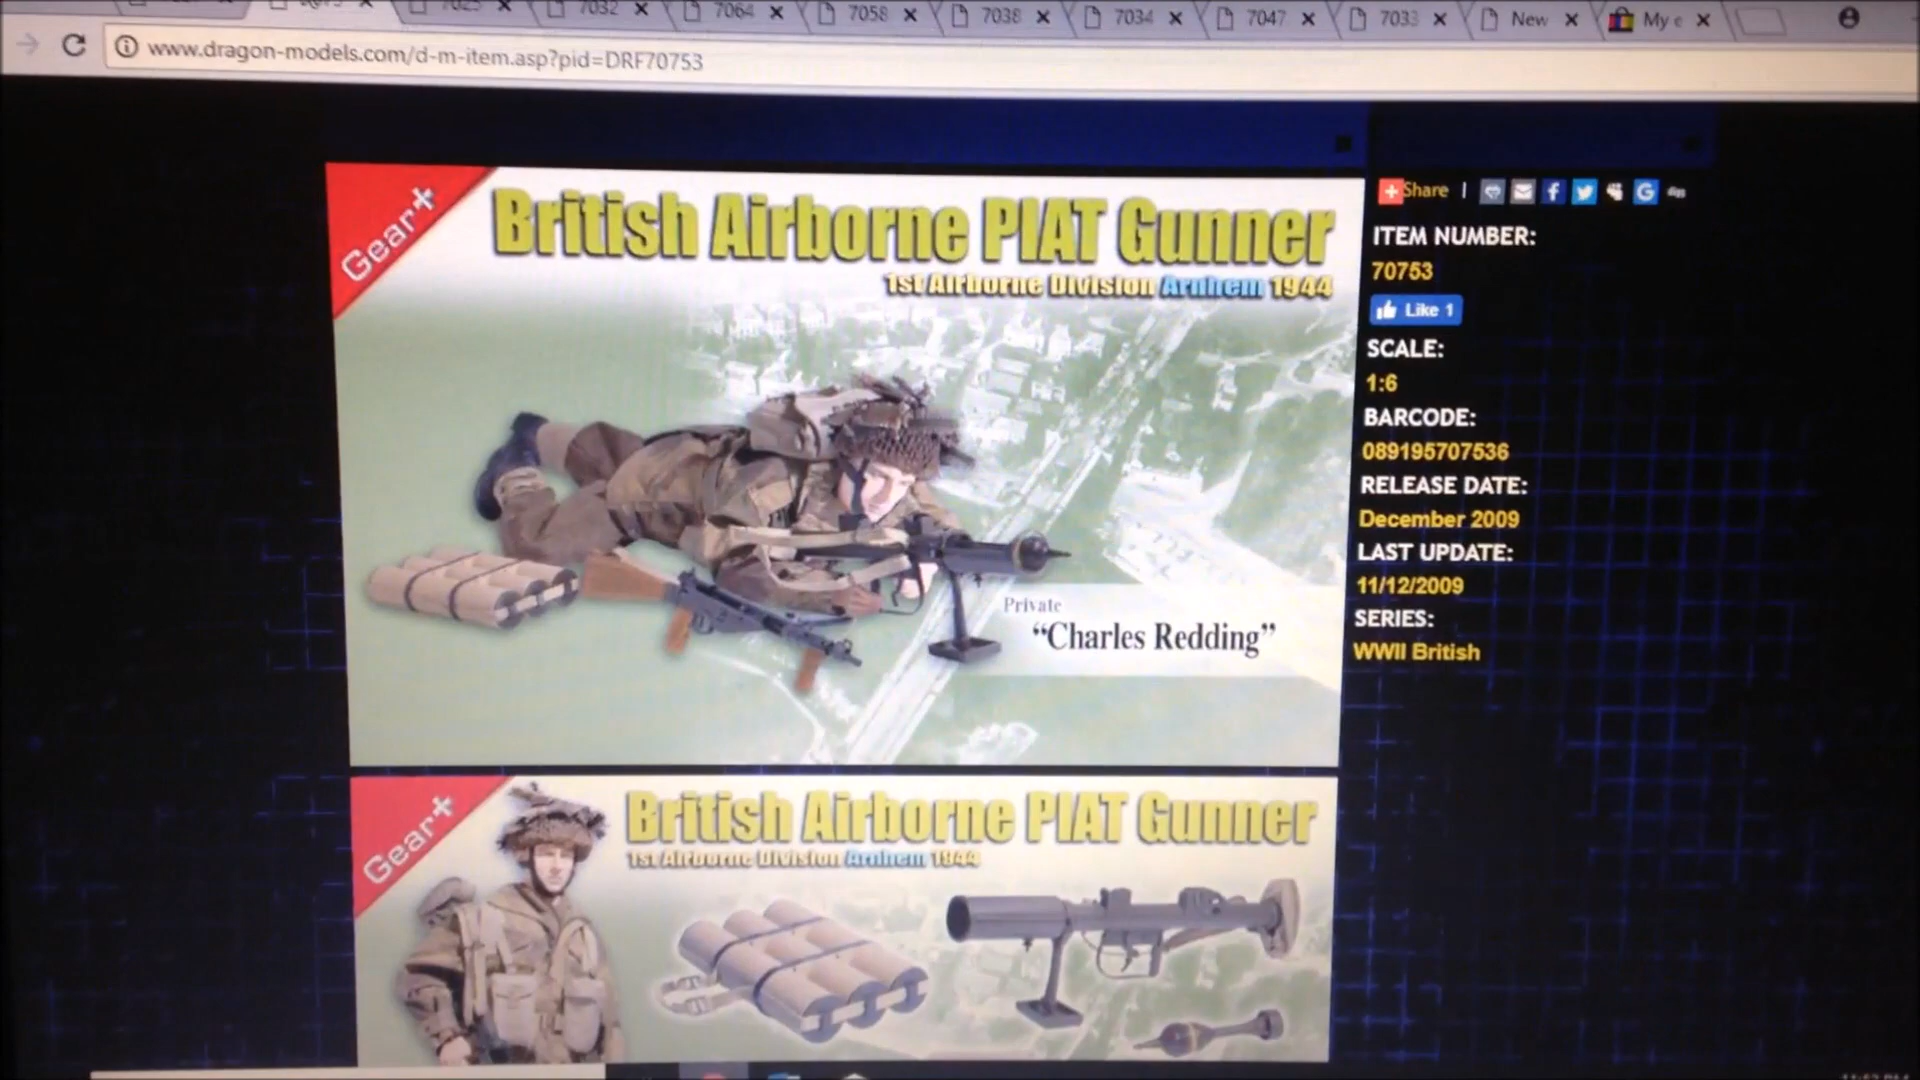 7032
7064
7058
7038
7034
7047
7033
New
My e
www.dragon-models.com/d-m-item.asp?pid=DRF70753
Gear+
British Airborne PIAT Gunner
1st Airborne Division Arnhem 1944
Private
“Charles Redding”
Share |
ITEM NUMBER:
70753
Like 1
SCALE:
1:6
BARCODE:
089195707536
RELEASE DATE:
December 2009
LAST UPDATE:
11/12/2009
SERIES:
WWII British
Gear+
British Airborne PIAT Gunner
1st Airborne Division Arnhem 1944